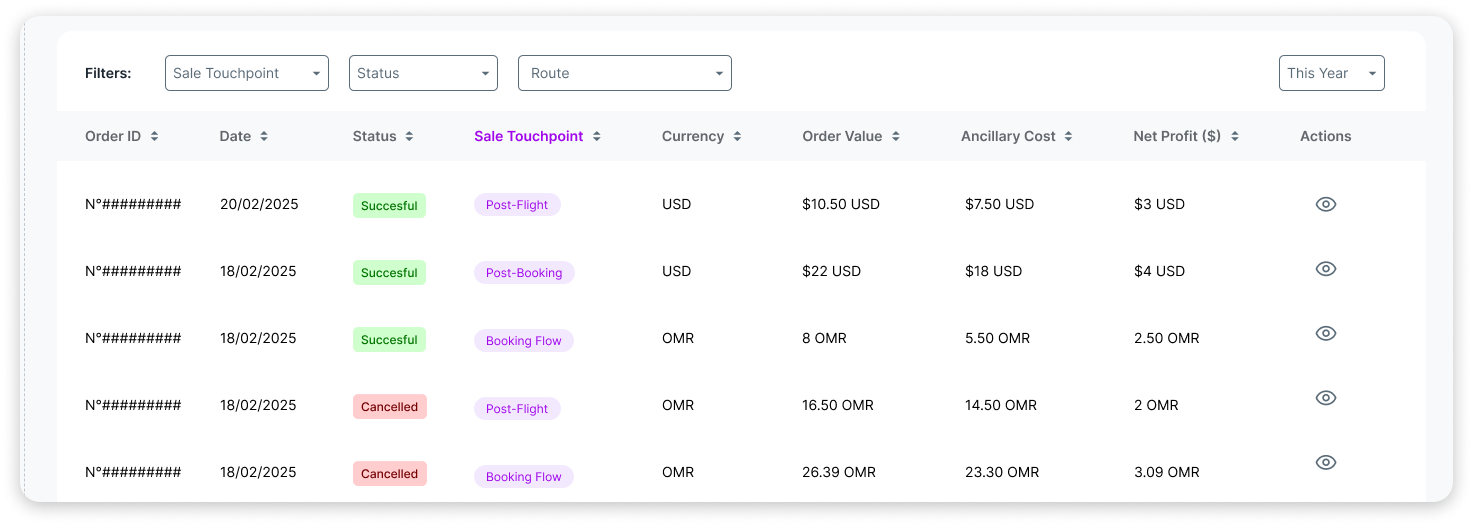 Filters: Sale Touchpoint Status Route This Year
Order ID Date Status Sale Touchpoint Currency Order Value Ancillary Cost Net Profit ($) Actions
N°######### 20/02/2025 Succesful Post-Flight USD $10.50 USD $7.50 USD $3 USD
N°######### 18/02/2025 Succesful Post-Booking USD $22 USD $18 USD $4 USD
N°######### 18/02/2025 Succesful Booking Flow OMR 8 OMR 5.50 OMR 2.50 OMR
N°######### 18/02/2025 Cancelled Post-Flight OMR 16.50 OMR 14.50 OMR 2 OMR
N°######### 18/02/2025 Cancelled Booking Flow OMR 26.39 OMR 23.30 OMR 3.09 OMR